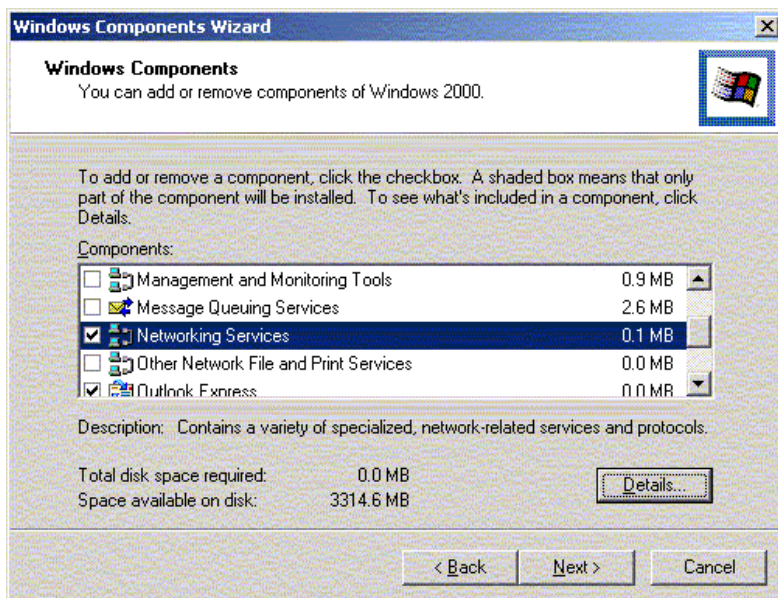 Windows Components Wizard
Windows Components
You can add or remove components of Windows 2000.
To add or remove a component, click the checkbox. A shaded box means that only
part of the component will be installed. To see what's included in a component, click
Details.
Components:
Management and Monitoring Tools 0.9 MB
Message Queuing Services 2.6 MB
Networking Services 0.1 MB
Other Network File and Print Services 0.0 MB
Outlook Express 0.0 MB
Description: Contains a variety of specialized, network-related services and protocols.
Total disk space required: 0.0 MB
Space available on disk: 3314.6 MB
Details...
< Back Next > Cancel